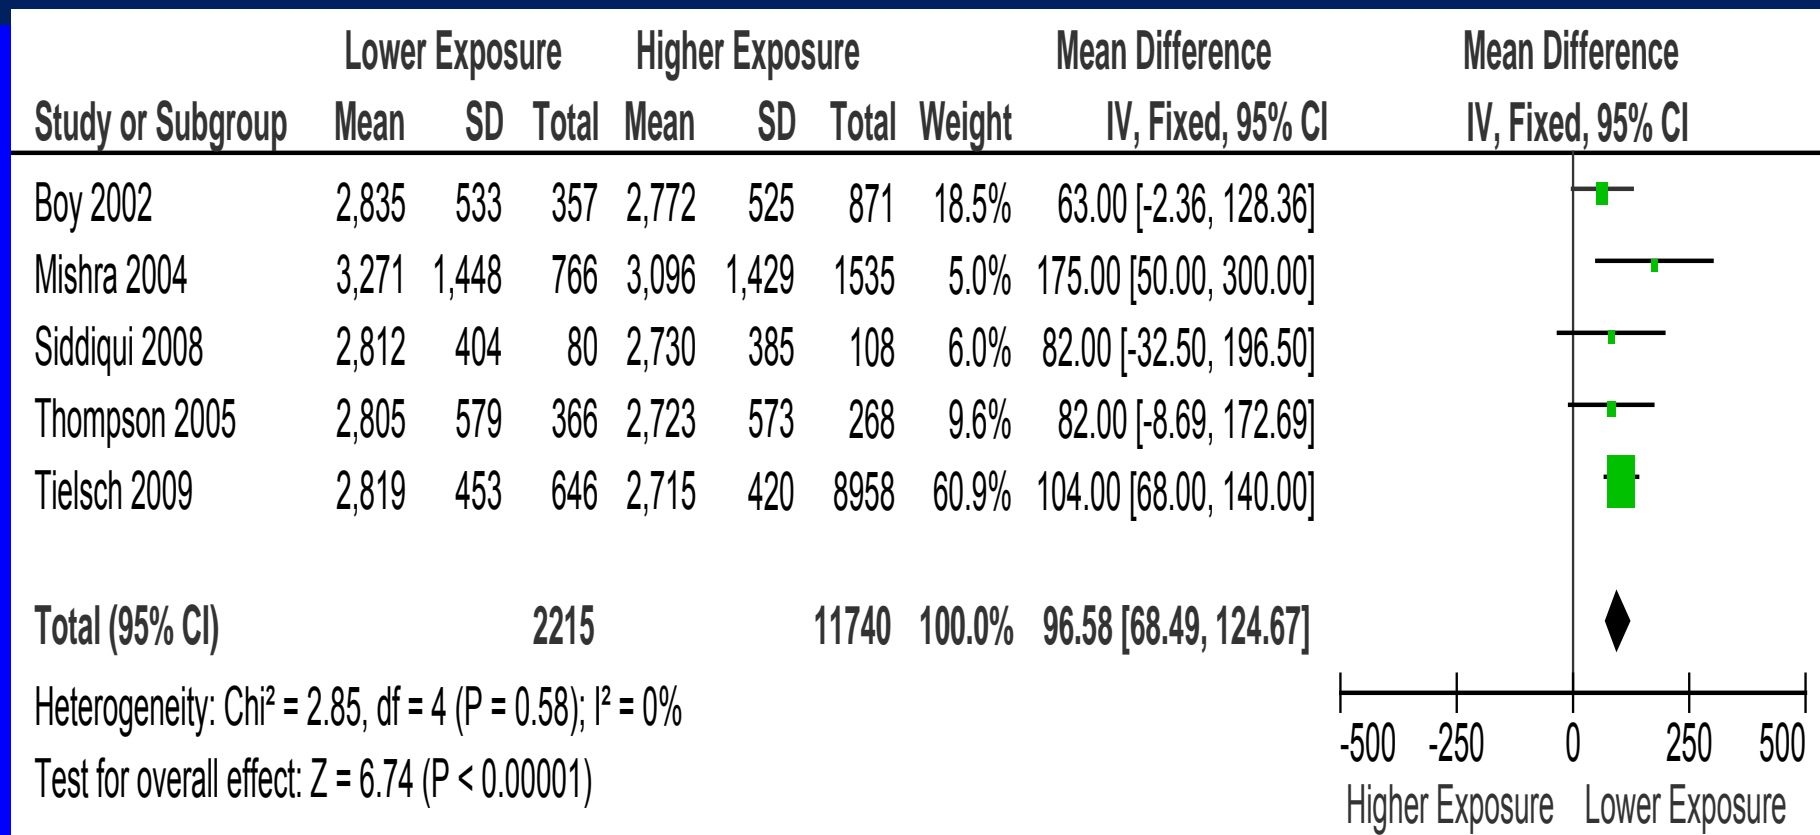 Lower Exposure Higher Exposure Mean Difference Mean Difference
Study or Subgroup Mean SD Total Mean SD Total Weight IV, Fixed, 95% CI IV, Fixed, 95% CI
Boy 2002 2,835 533 357 2,772 525 871 18.5% 63.00 [-2.36, 128.36]
Mishra 2004 3,271 1,448 766 3,096 1,429 1535 5.0% 175.00 [50.00, 300.00]
Siddiqui 2008 2,812 404 80 2,730 385 108 6.0% 82.00 [-32.50, 196.50]
Thompson 2005 2,805 579 366 2,723 573 268 9.6% 82.00 [-8.69, 172.69]
Tielsch 2009 2,819 453 646 2,715 420 8958 60.9% 104.00 [68.00, 140.00]
Total (95% CI) 2215 11740 100.0% 96.58 [68.49, 124.67]
Heterogeneity: Chi² = 2.85, df = 4 (P = 0.58); I² = 0%
Test for overall effect: Z = 6.74 (P < 0.00001)
-500 -250 0 250 500
Higher Exposure Lower Exposure